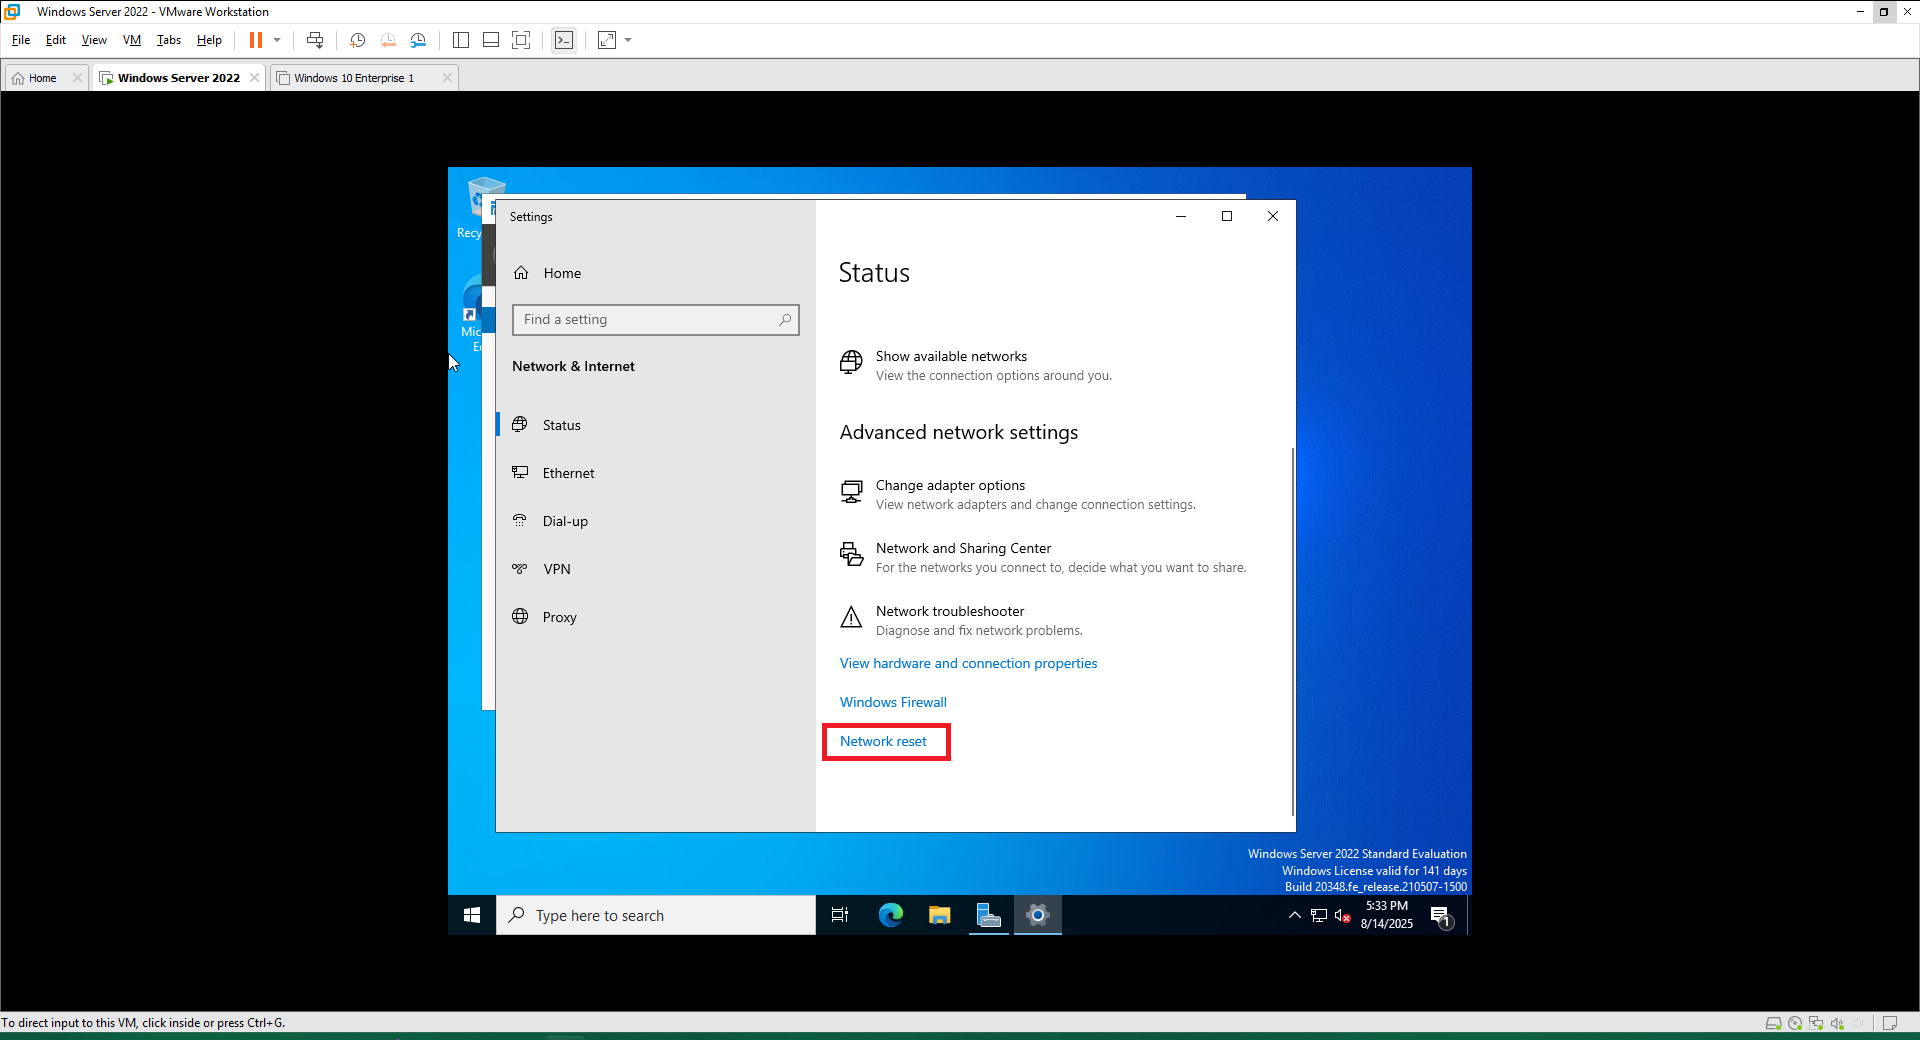 Windows Server 2022 - VMware Workstation
File Edit View VM Tabs Help
Home Windows Server 2022 Windows 10 Enterprise 1
Settings
Home
Find a setting
Network & Internet
Status
Ethernet
Dial-up
VPN
Proxy
Status
Show available networks
View the connection options around you.
Advanced network settings
Change adapter options
View network adapters and change connection settings.
Network and Sharing Center
For the networks you connect to, decide what you want to share.
Network troubleshooter
Diagnose and fix network problems.
View hardware and connection properties
Windows Firewall
Network reset
Recy
Mic
Ed
Windows Server 2022 Standard Evaluation
Windows License valid for 141 days
Build 20348.fe_release.210507-1500
Type here to search
5:33 PM
8/14/2025
1
To direct input to this VM, click inside or press Ctrl+G.